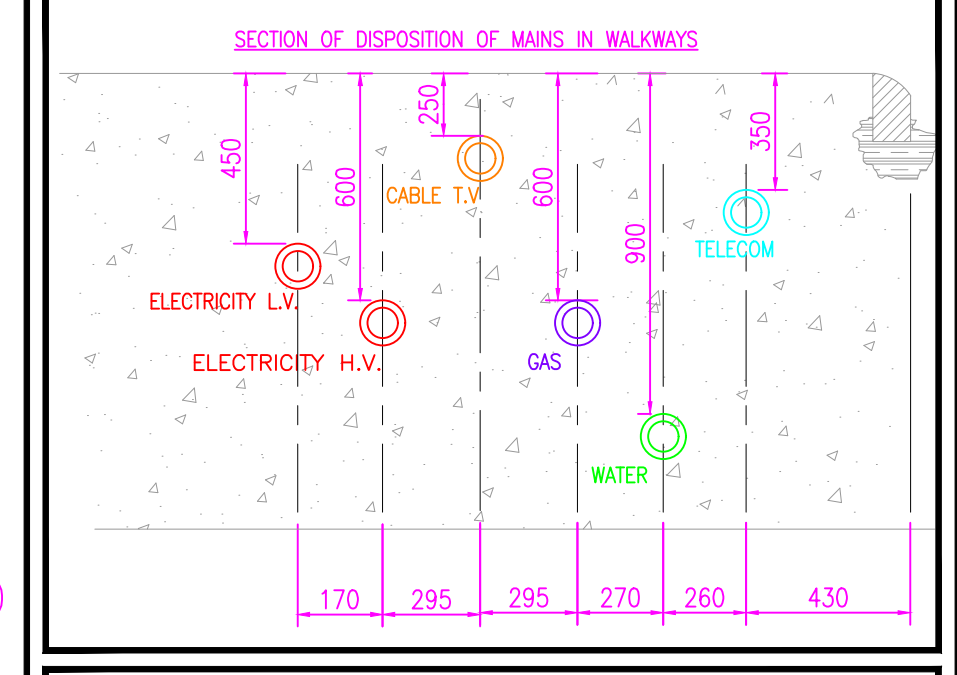 SECTION OF DISPOSITION OF MAINS IN WALKWAYS
250
350
450
600
600
CABLE T.V
900
TELECOM
ELECTRICITY L.V.
ELECTRICITY H.V.
GAS
WATER
170
295
295
270
260
430